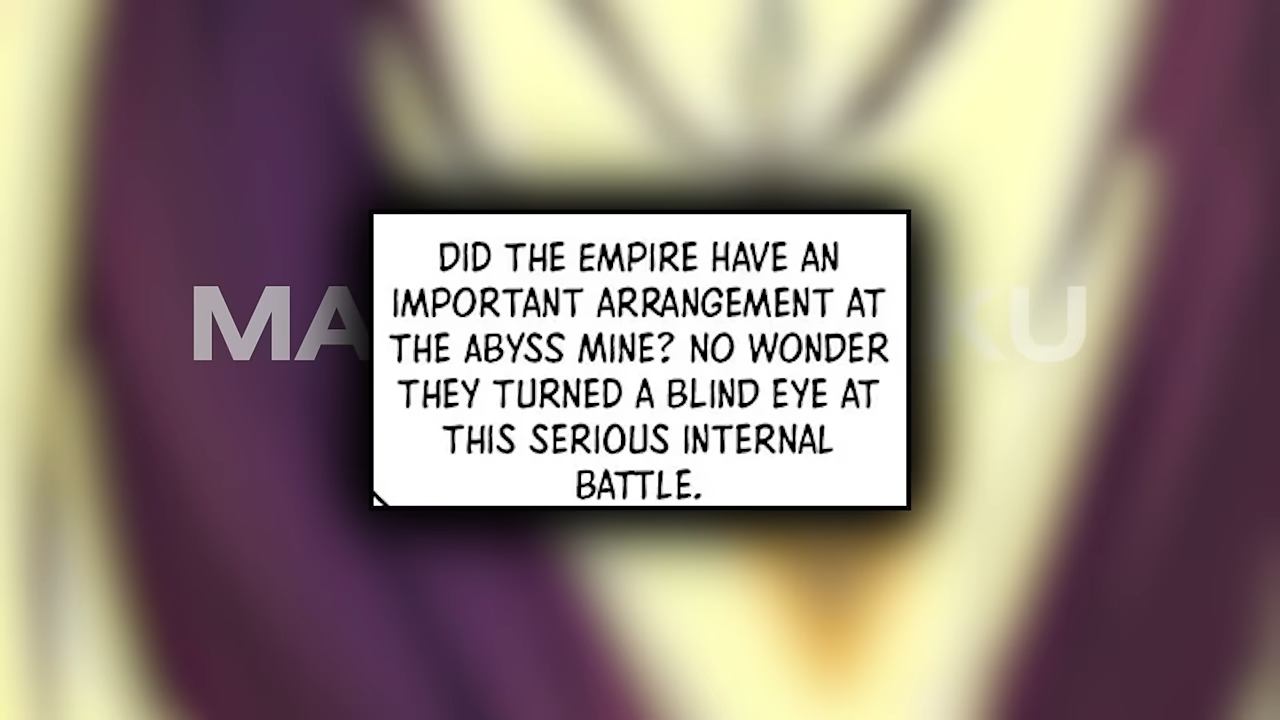 DID THE EMPIRE HAVE AN
IMPORTANT ARRANGEMENT AT
THE ABYSS MINE? NO WONDER
THEY TURNED A BLIND EYE AT
THIS SERIOUS INTERNAL
BATTLE.